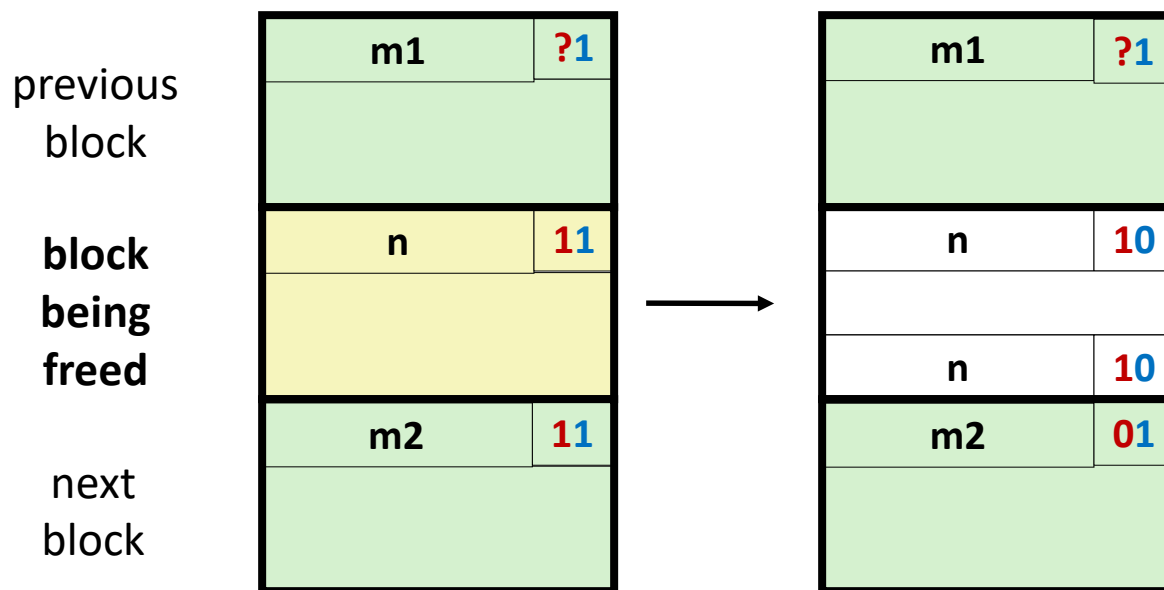 m1 ?1 m1 ?1
previous
block
block n 11 n 10
being
freed n 10
m2 11 m2 01
next
block